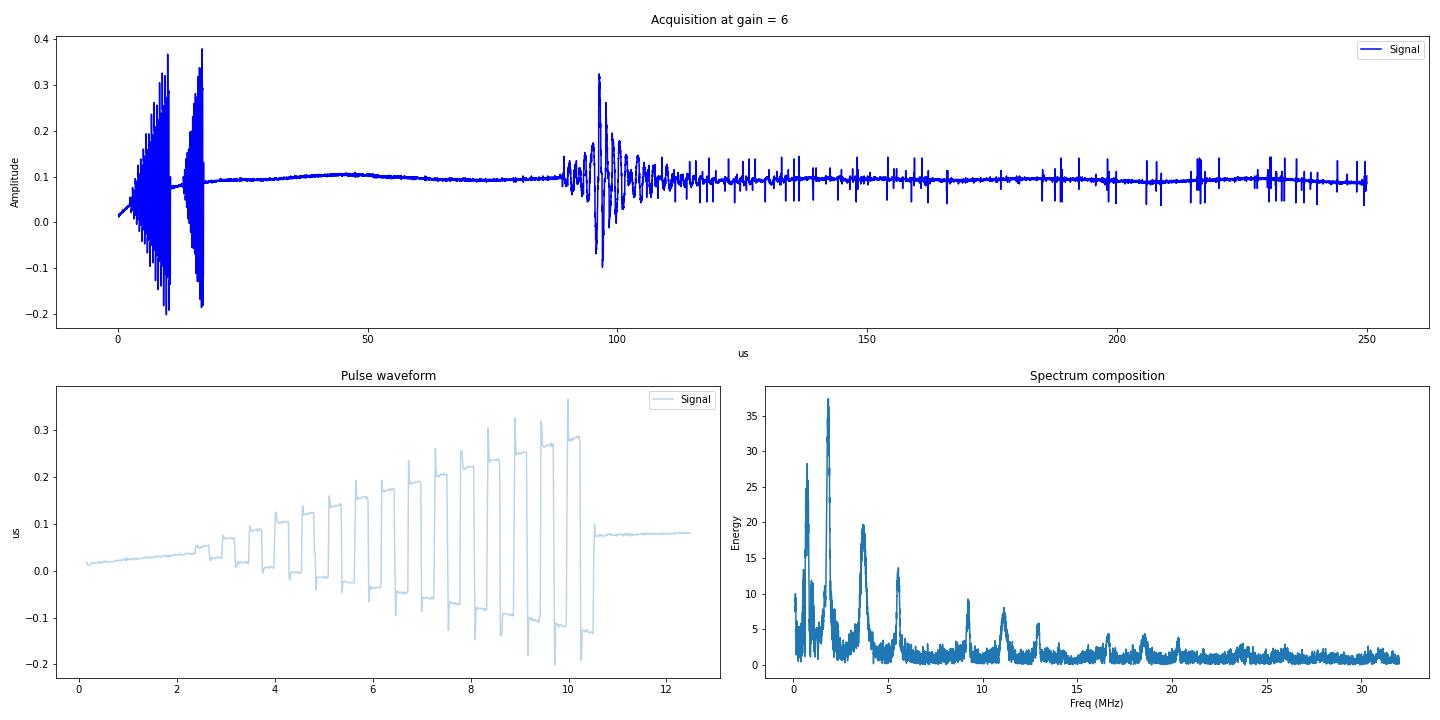 Acquisition at gain = 6
Signal
Amplitude
0.4
0.3
0.2
0.1
0.0
−0.1
−0.2
0 50 100 150 200 250
us
Pulse waveform
Signal
us
0.3
0.2
0.1
0.0
−0.1
−0.2
0 2 4 6 8 10 12
Spectrum composition
Energy
35
30
25
20
15
10
5
0
0 5 10 15 20 25 30
Freq (MHz)